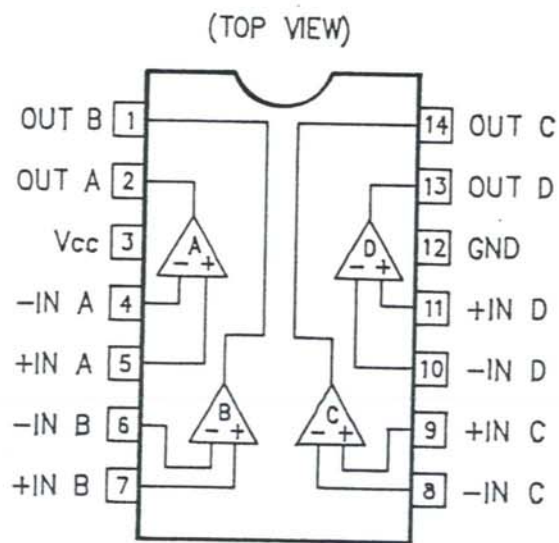 (TOP VIEW)
OUT B 1
14 OUT C
OUT A 2
13 OUT D
Vcc 3
A
- +
D
- +
12 GND
-IN A 4
11 +IN D
+IN A 5
10 -IN D
-IN B 6
B
- +
C
- +
9 +IN C
+IN B 7
8 -IN C